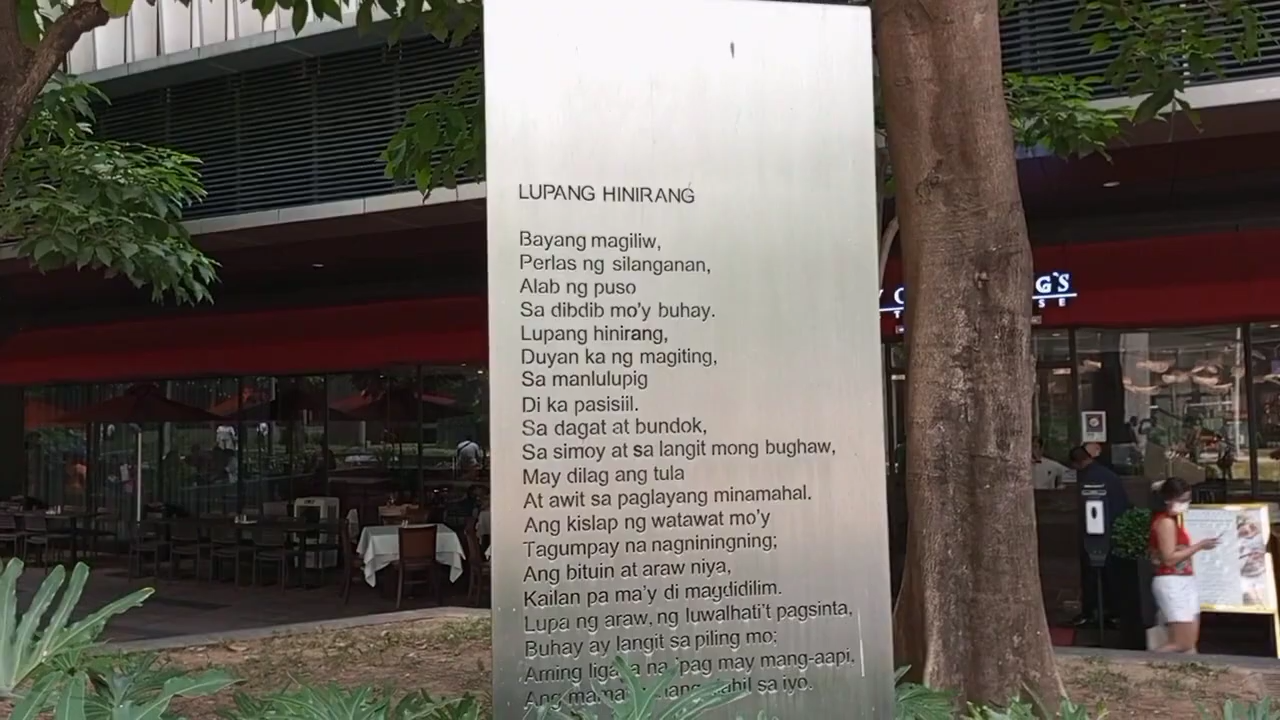 LUPANG HINIRANG
Bayang magiliw,
Perlas ng silanganan,
Alab ng puso
Sa dibdib mo'y buhay.
Lupang hinirang,
Duyan ka ng magiting,
Sa manlulupig
Di ka pasisiil.
Sa dagat at bundok,
Sa simoy at sa langit mong bughaw,
May dilag ang tula
At awit sa paglayang minamahal.
Ang kislap ng watawat mo'y
Tagumpay na nagniningning;
Ang bituin at araw niya,
Kailan pa ma'y di magdidilim.
Lupa ng araw, ng luwalhati't pagsinta,
Buhay ay langit sa piling mo;
na 'pag may mang-aapi,
Ang sa iyo.
G'S